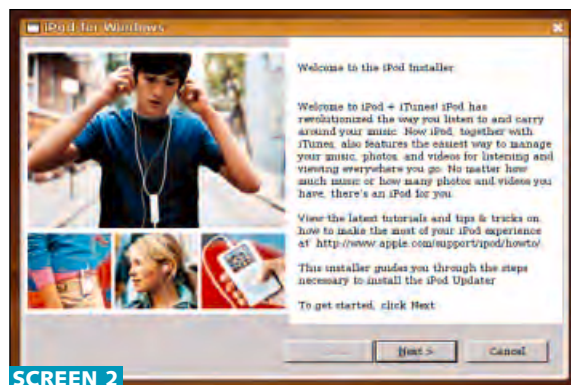 iPod for Windows
Welcome to the iPod Installer
Welcome to iPod + iTunes! iPod has
revolutionized the way you listen to and carry
around your music. Now iPod, together with
iTunes, also features the easiest way to manage
your music, photos, and videos for listening and
viewing everywhere you go. No matter how
much music or how many photos and videos you
have, there's an iPod for you.
View the latest tutorials and tips & tricks on
how to make the most of your iPod experience
at http://www.apple.com/support/ipod/howto/
This installer guides you through the steps
necessary to install the iPod Updater
To get started, click Next
Next >
Cancel
SCREEN 2